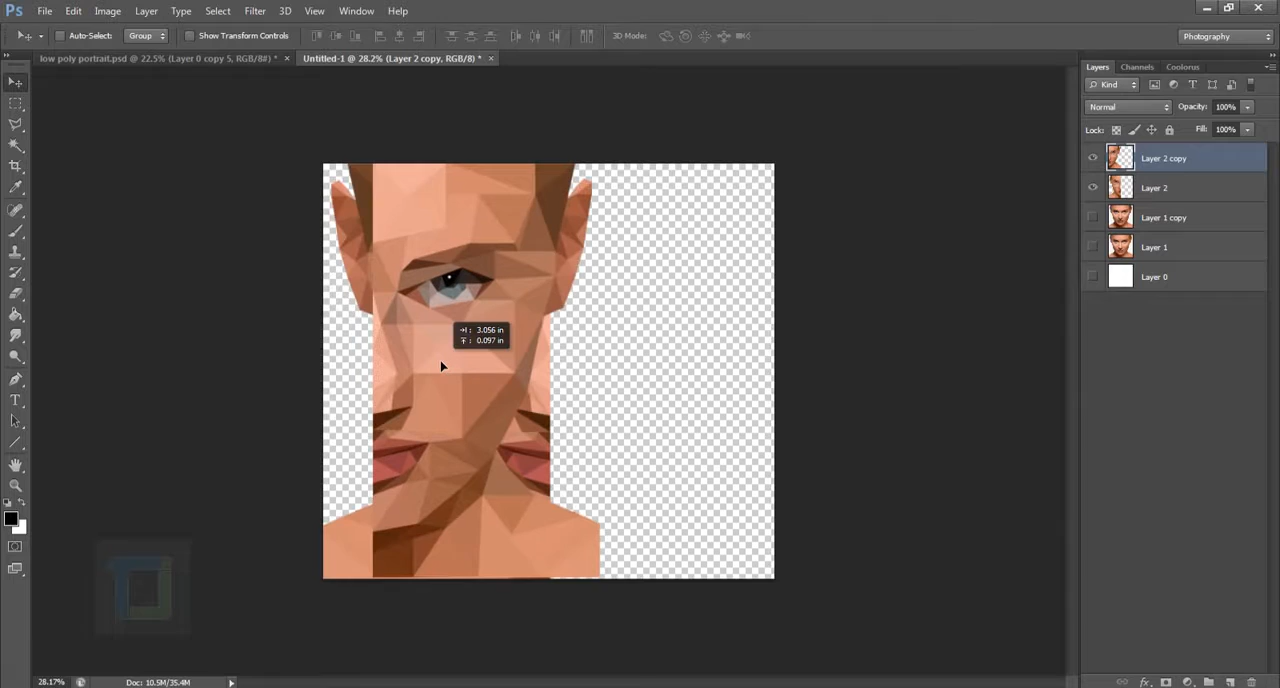 Ps File Edit Image Layer Type Select Filter 3D View Window Help
Auto-Select: Group Show Transform Controls 3D Mode: Photography
low poly portrait.psd @ 22.5% (Layer 0 copy 5, RGB/8#) * × Untitled-1 @ 28.2% (Layer 2 copy, RGB/8) * ×
Layers Channels Coolorus
Kind
Normal Opacity: 100%
Lock: Fill: 100%
Layer 2 copy
Layer 2
Layer 1 copy
Layer 1
Layer 0
3.056 in
0.097 in
28.17% Doc: 10.5M/35.4M